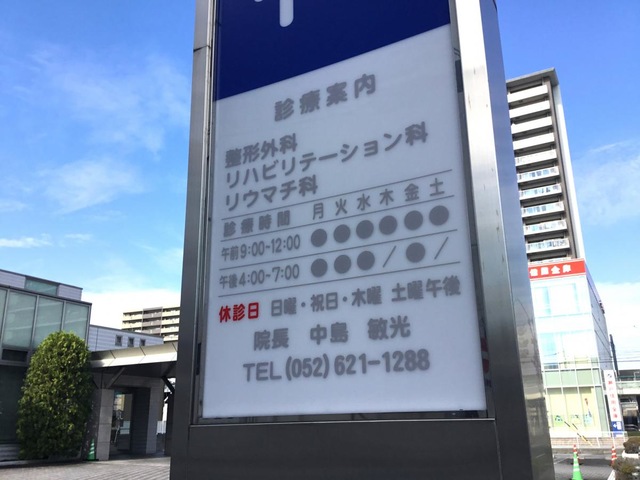 診療案内
整形外科
リハビリテーション科
リウマチ科
診療時間 月 火 水 木 金 土
午前9:00-12:00 ● ● ● ● ● ●
午後4:00-7:00 ● ● ● / ● /
休診日 日曜・祝日・木曜 土曜午後
院長 中島 敏光
TEL(052)621-1288